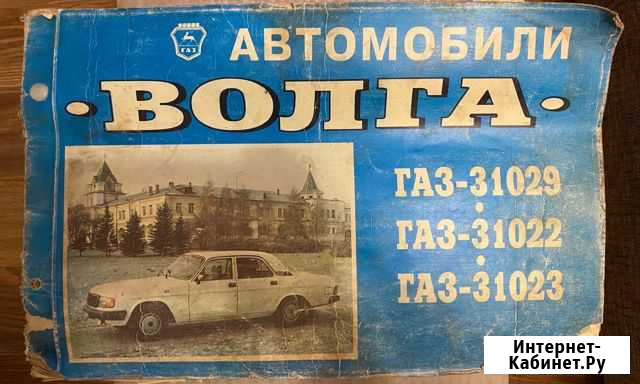 ГАЗ
АВТОМОБИЛИ
·ВОЛГА·
ГАЗ-31029
ГАЗ-31022
ГАЗ-31023
Интернет-
Кабинет.Ру